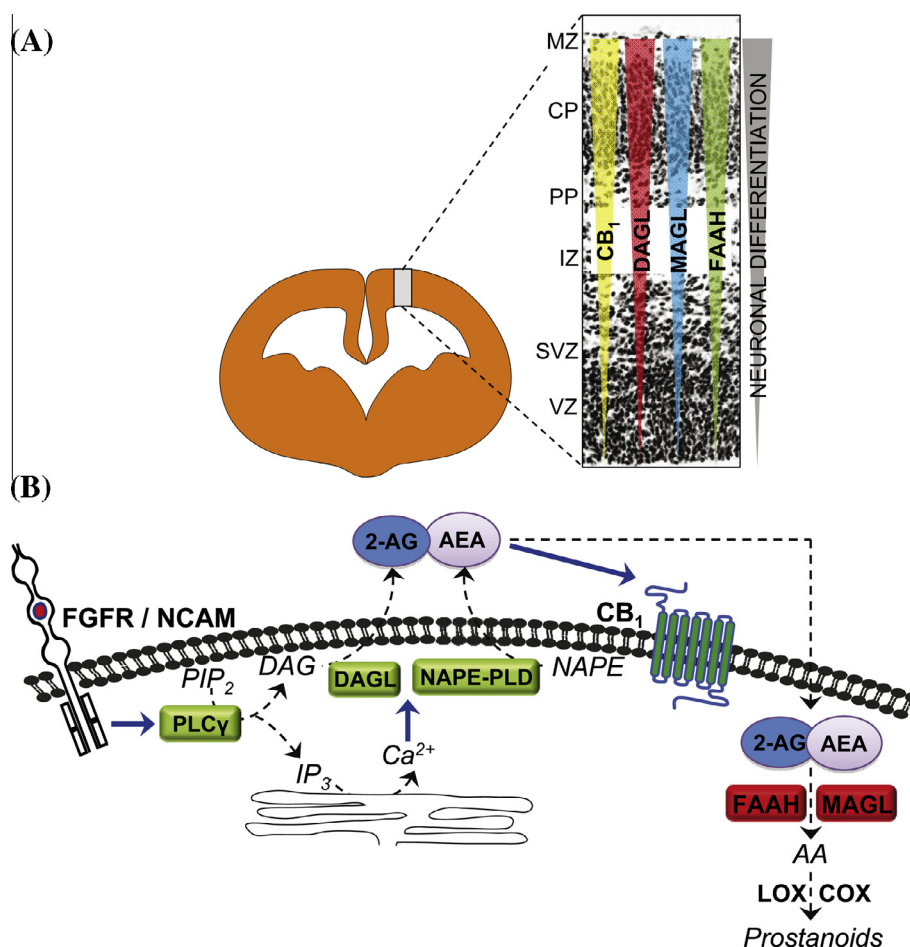 (A)
MZ
CP
PP
IZ
SVZ
VZ
CB1
DAGL
MAGL
FAAH
NEURONAL DIFFERENTIATION
(B)
2-AG
AEA
FGFR / NCAM
CB1
PIP2
DAG
DAGL
NAPE-PLD
NAPE
PLCγ
IP3
Ca2+
2-AG
AEA
FAAH
MAGL
AA
LOX COX
Prostanoids